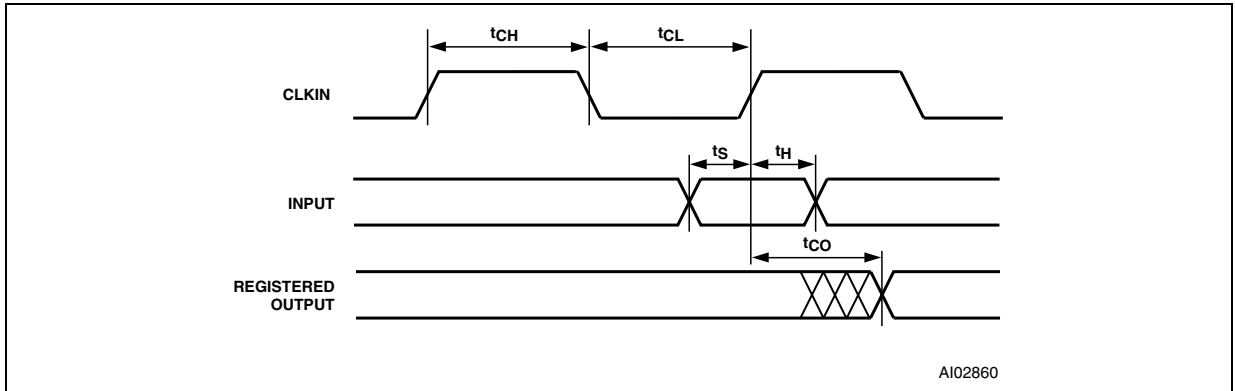 tCH
tCL
CLKIN
tS
tH
INPUT
tCO
REGISTERED
OUTPUT
AI02860